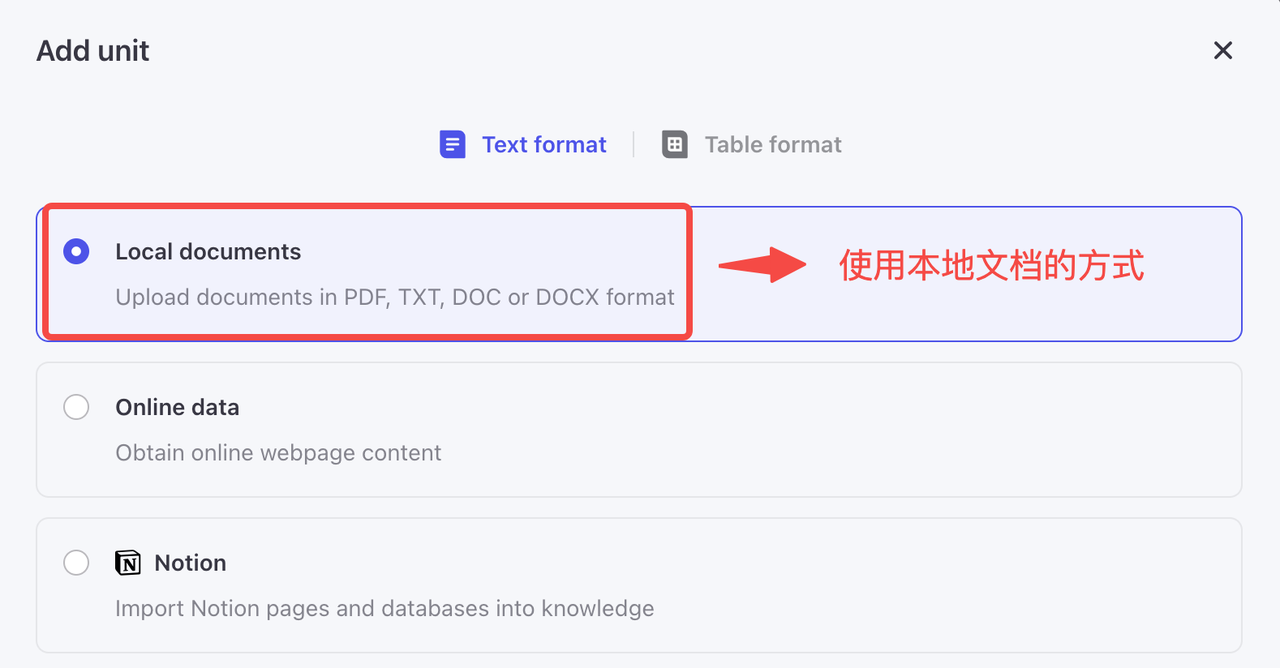 Add unit
Text format
Table format
Local documents
Upload documents in PDF, TXT, DOC or DOCX format
使用本地文档的方式
Online data
Obtain online webpage content
Notion
Import Notion pages and databases into knowledge